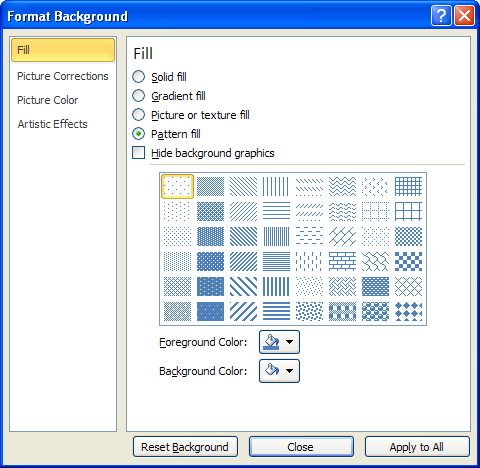 Format Background
Fill
Picture Corrections
Picture Color
Artistic Effects
Fill
Solid fill
Gradient fill
Picture or texture fill
Pattern fill
Hide background graphics
Foreground Color:
Background Color:
Reset Background
Close
Apply to All